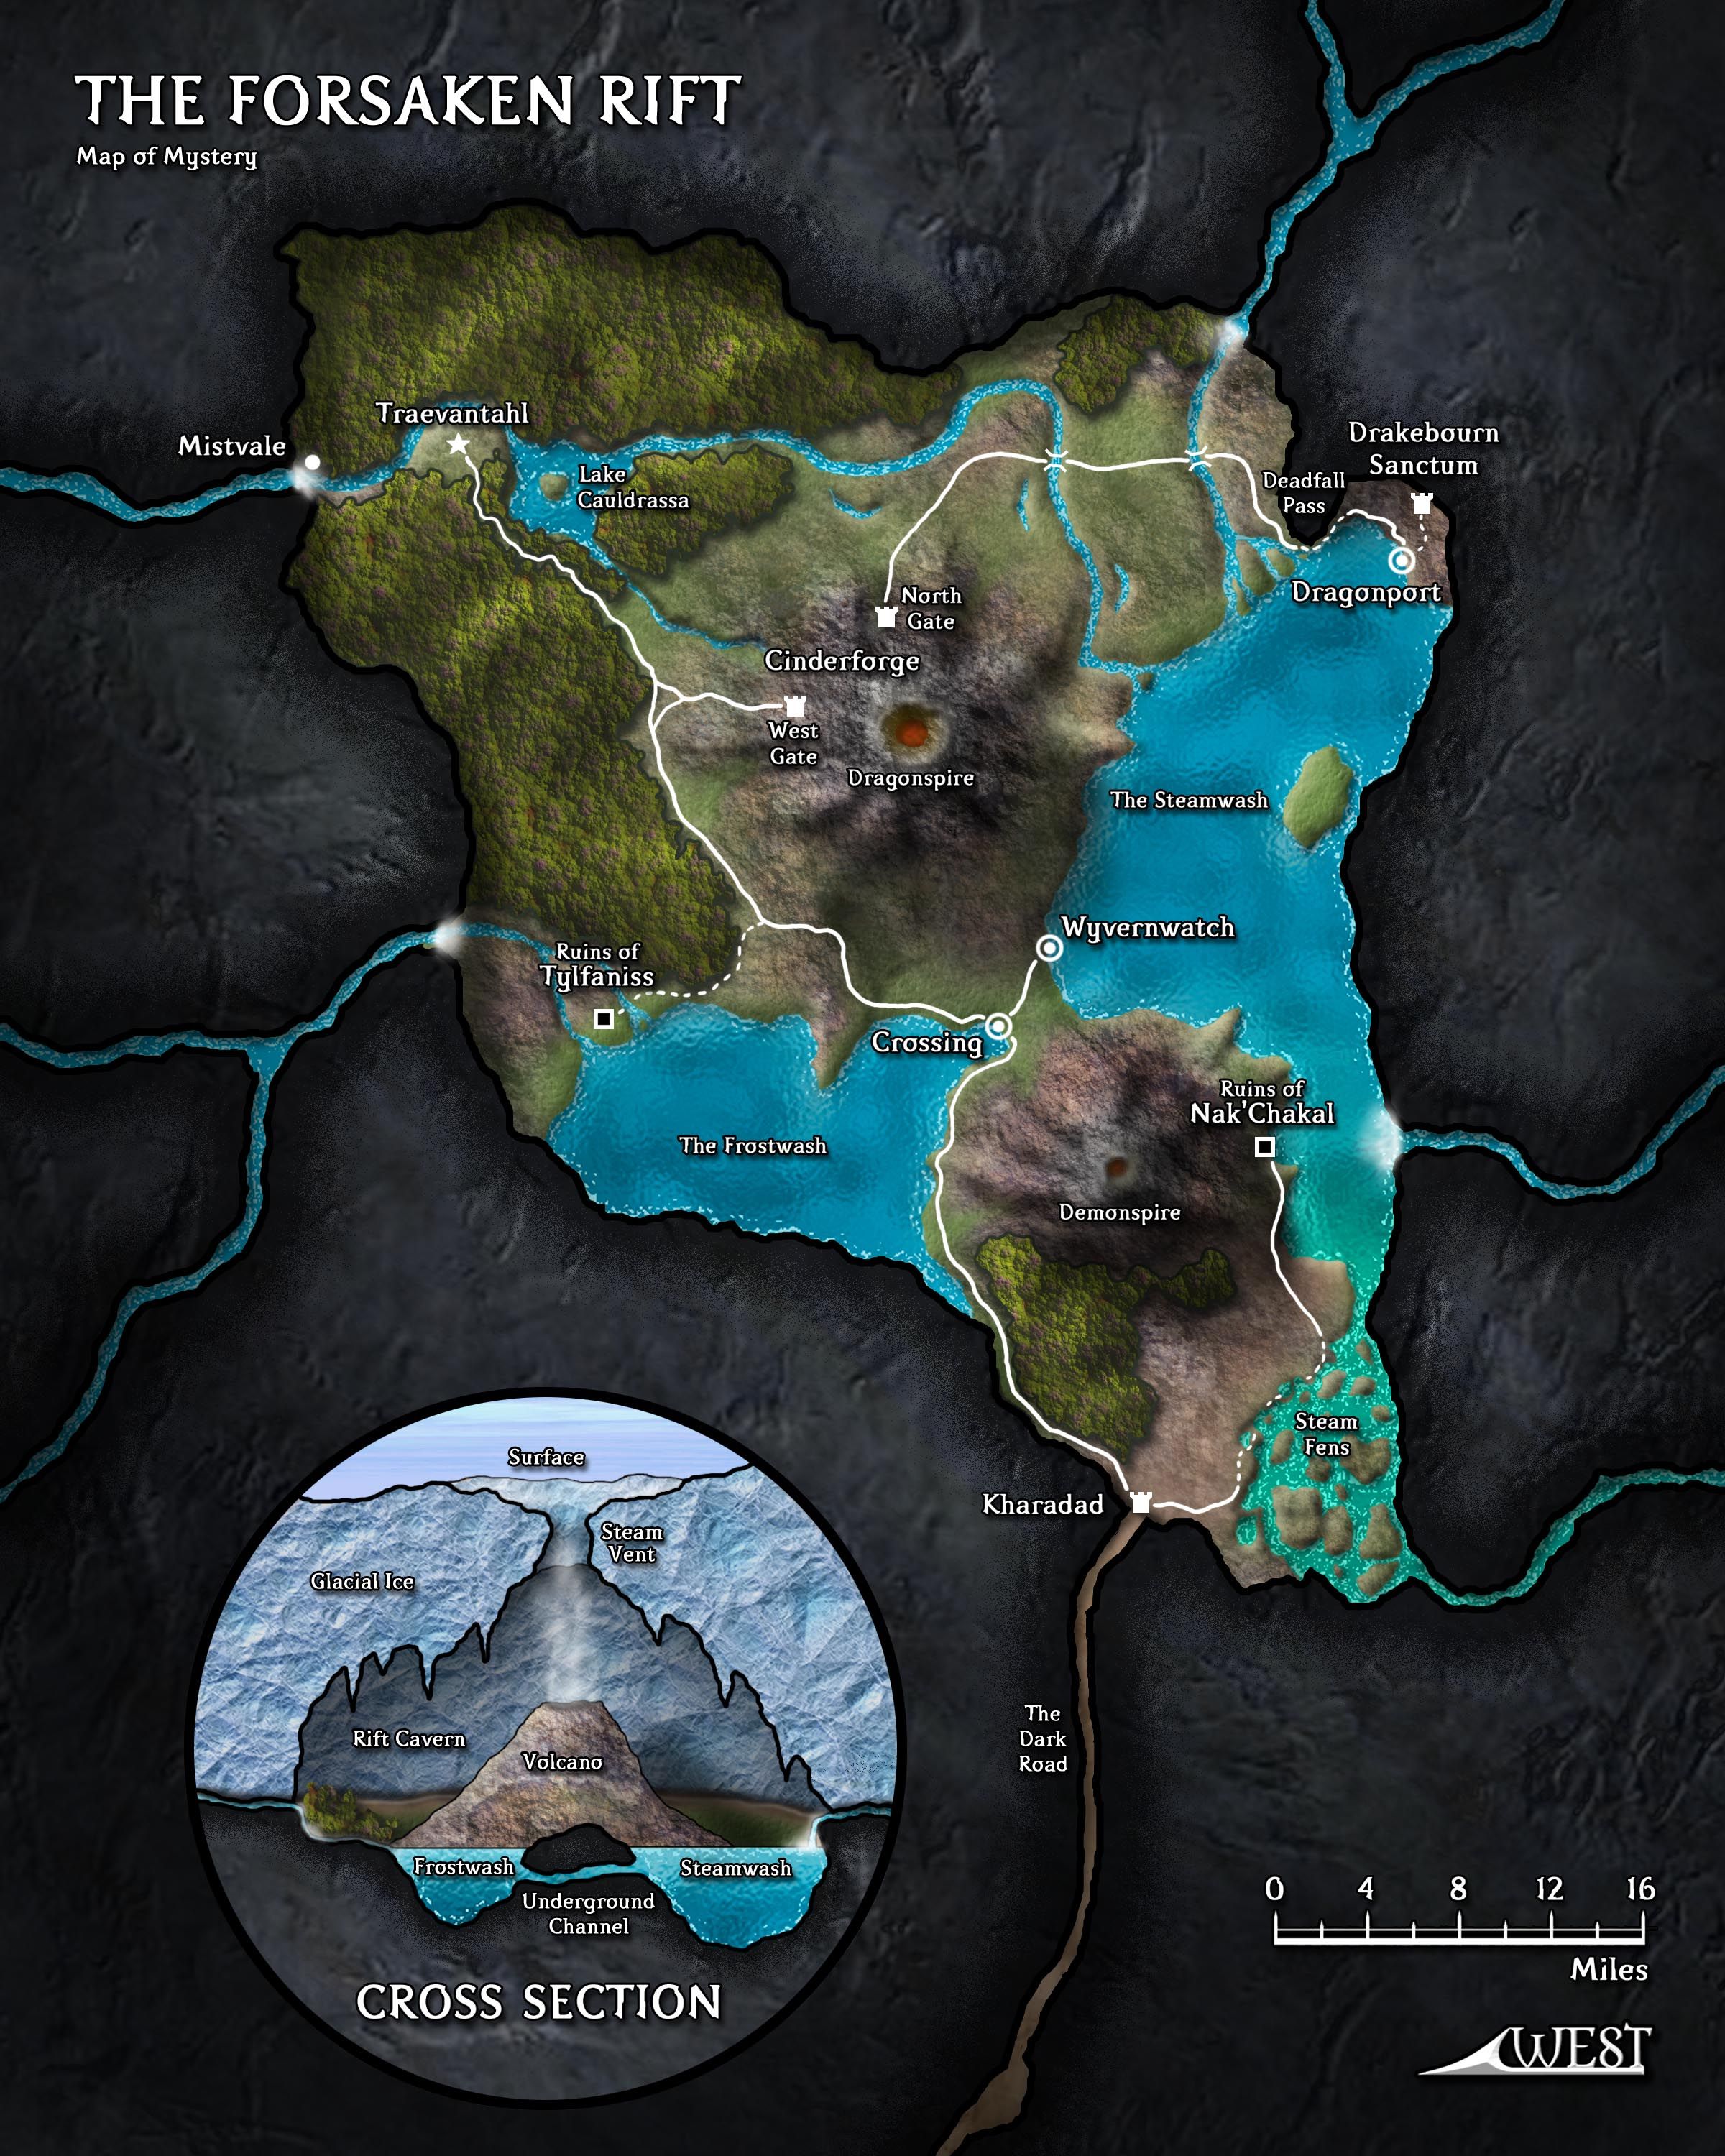 THE FORSAKEN RIFT
Map of Mystery
Traevantahl
Mistvale
Lake
Cauldrassa
Drakebourn
Sanctum
Deadfall
Pass
Dragonport
North
Gate
Cinderforge
West
Gate
Dragonspire
The Steamwash
Wyvernwatch
Ruins of
Tylfaniss
Crossing
Ruins of
Nak'Chakal
The Frostwash
Demonspire
Steam
Fens
Kharadad
The
Dark
Road
Surface
Steam
Vent
Glacial Ice
Rift Cavern
Volcano
Frostwash
Steamwash
Underground
Channel
CROSS SECTION
0 4 8 12 16
Miles
WEST